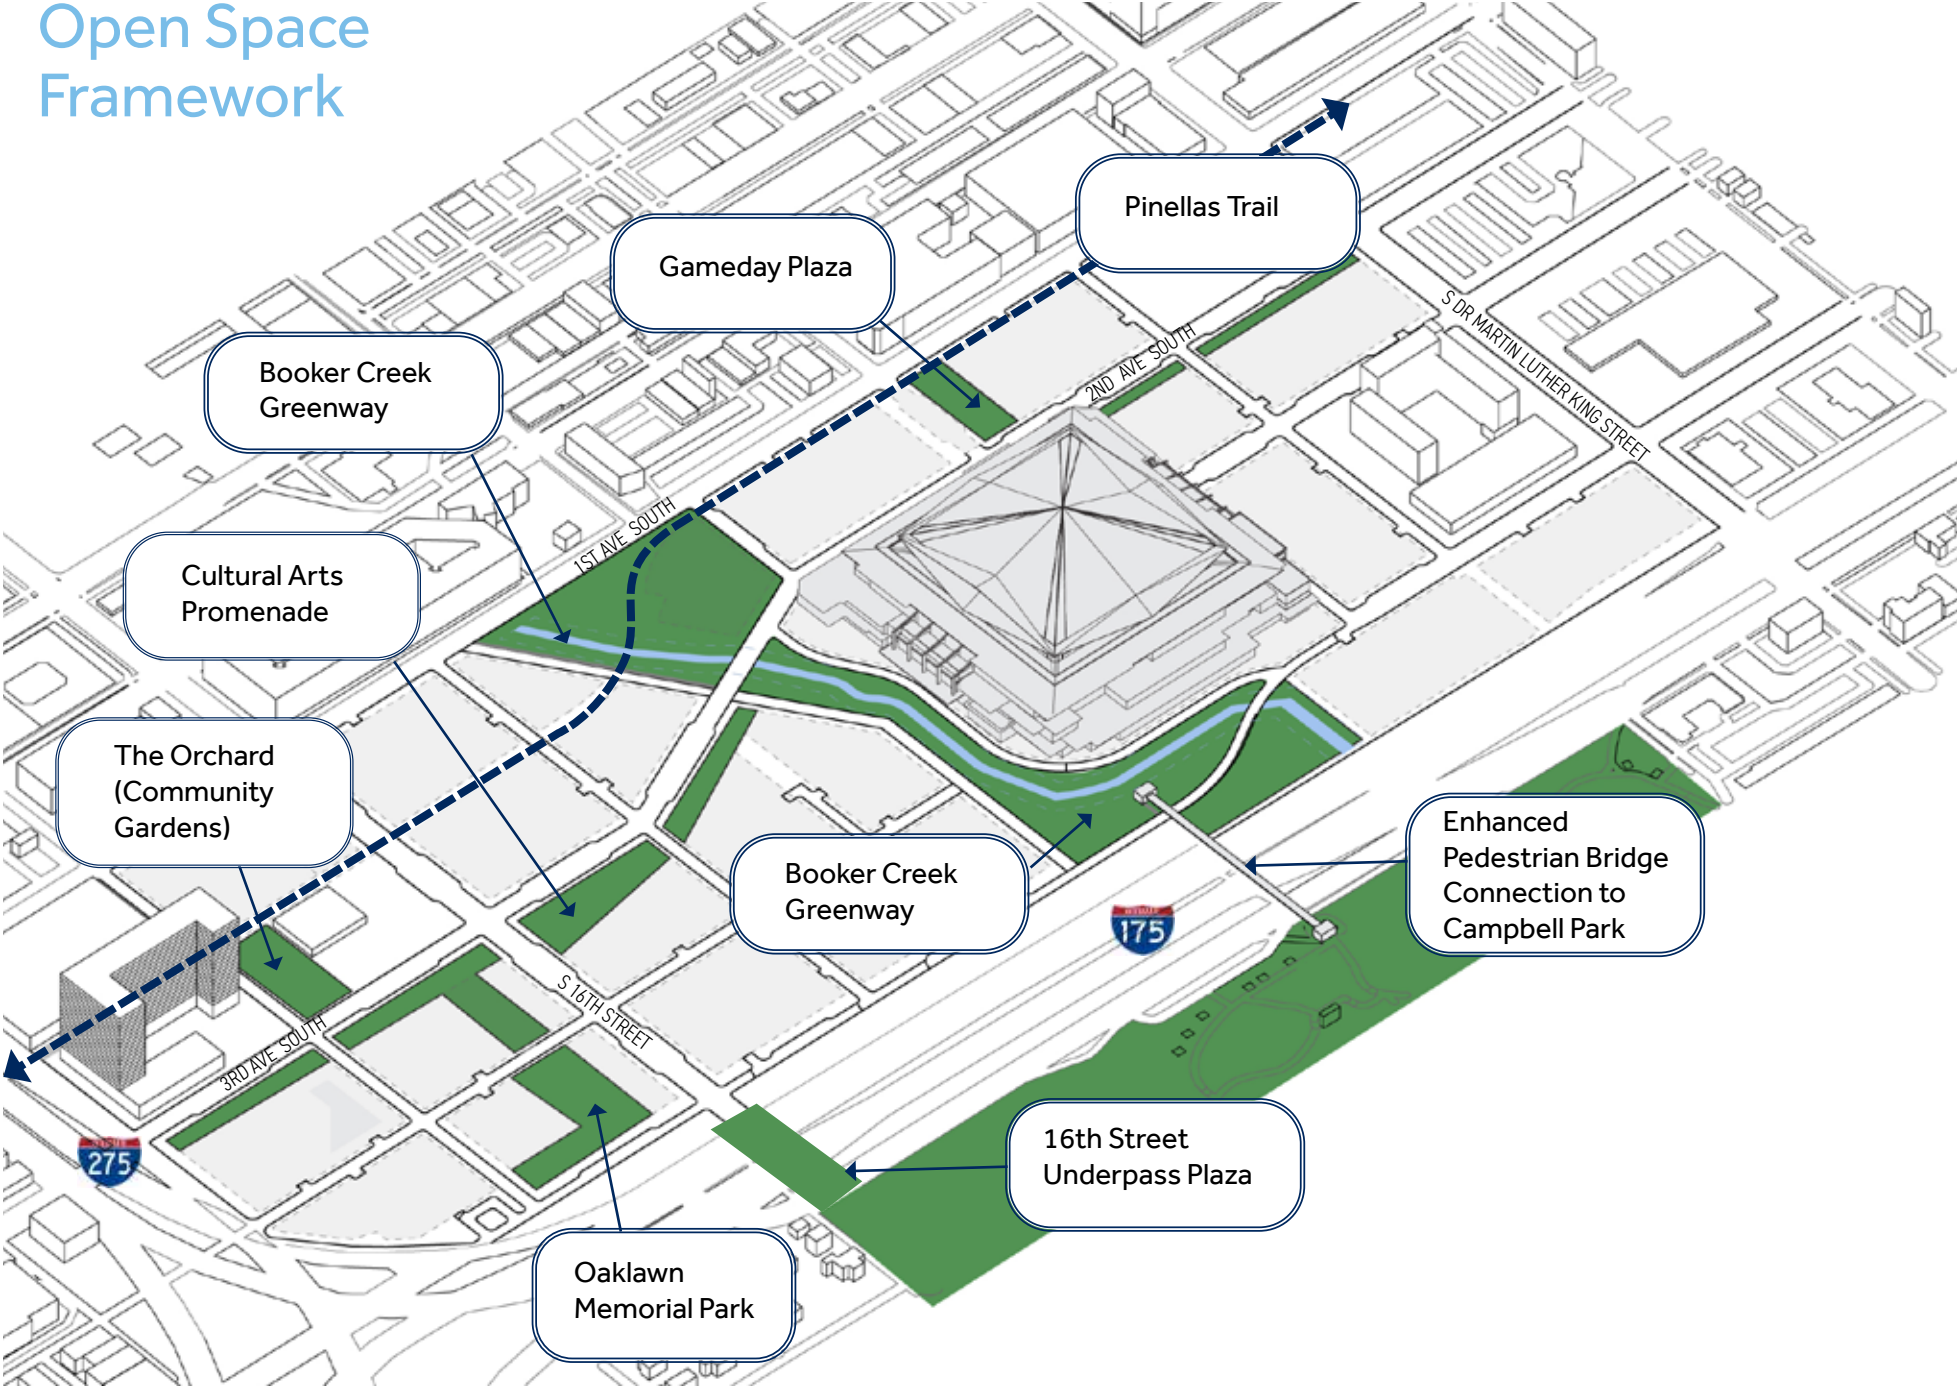 Open Space
Framework
Pinellas Trail
Gameday Plaza
Booker Creek
Greenway
S DR MARTIN LUTHER KING STREET
2ND AVE SOUTH
1ST AVE SOUTH
Cultural Arts
Promenade
The Orchard
(Community
Gardens)
Booker Creek
Greenway
Enhanced
Pedestrian Bridge
Connection to
Campbell Park
175
S 16TH STREET
3RD AVE SOUTH
275
16th Street
Underpass Plaza
Oaklawn
Memorial Park